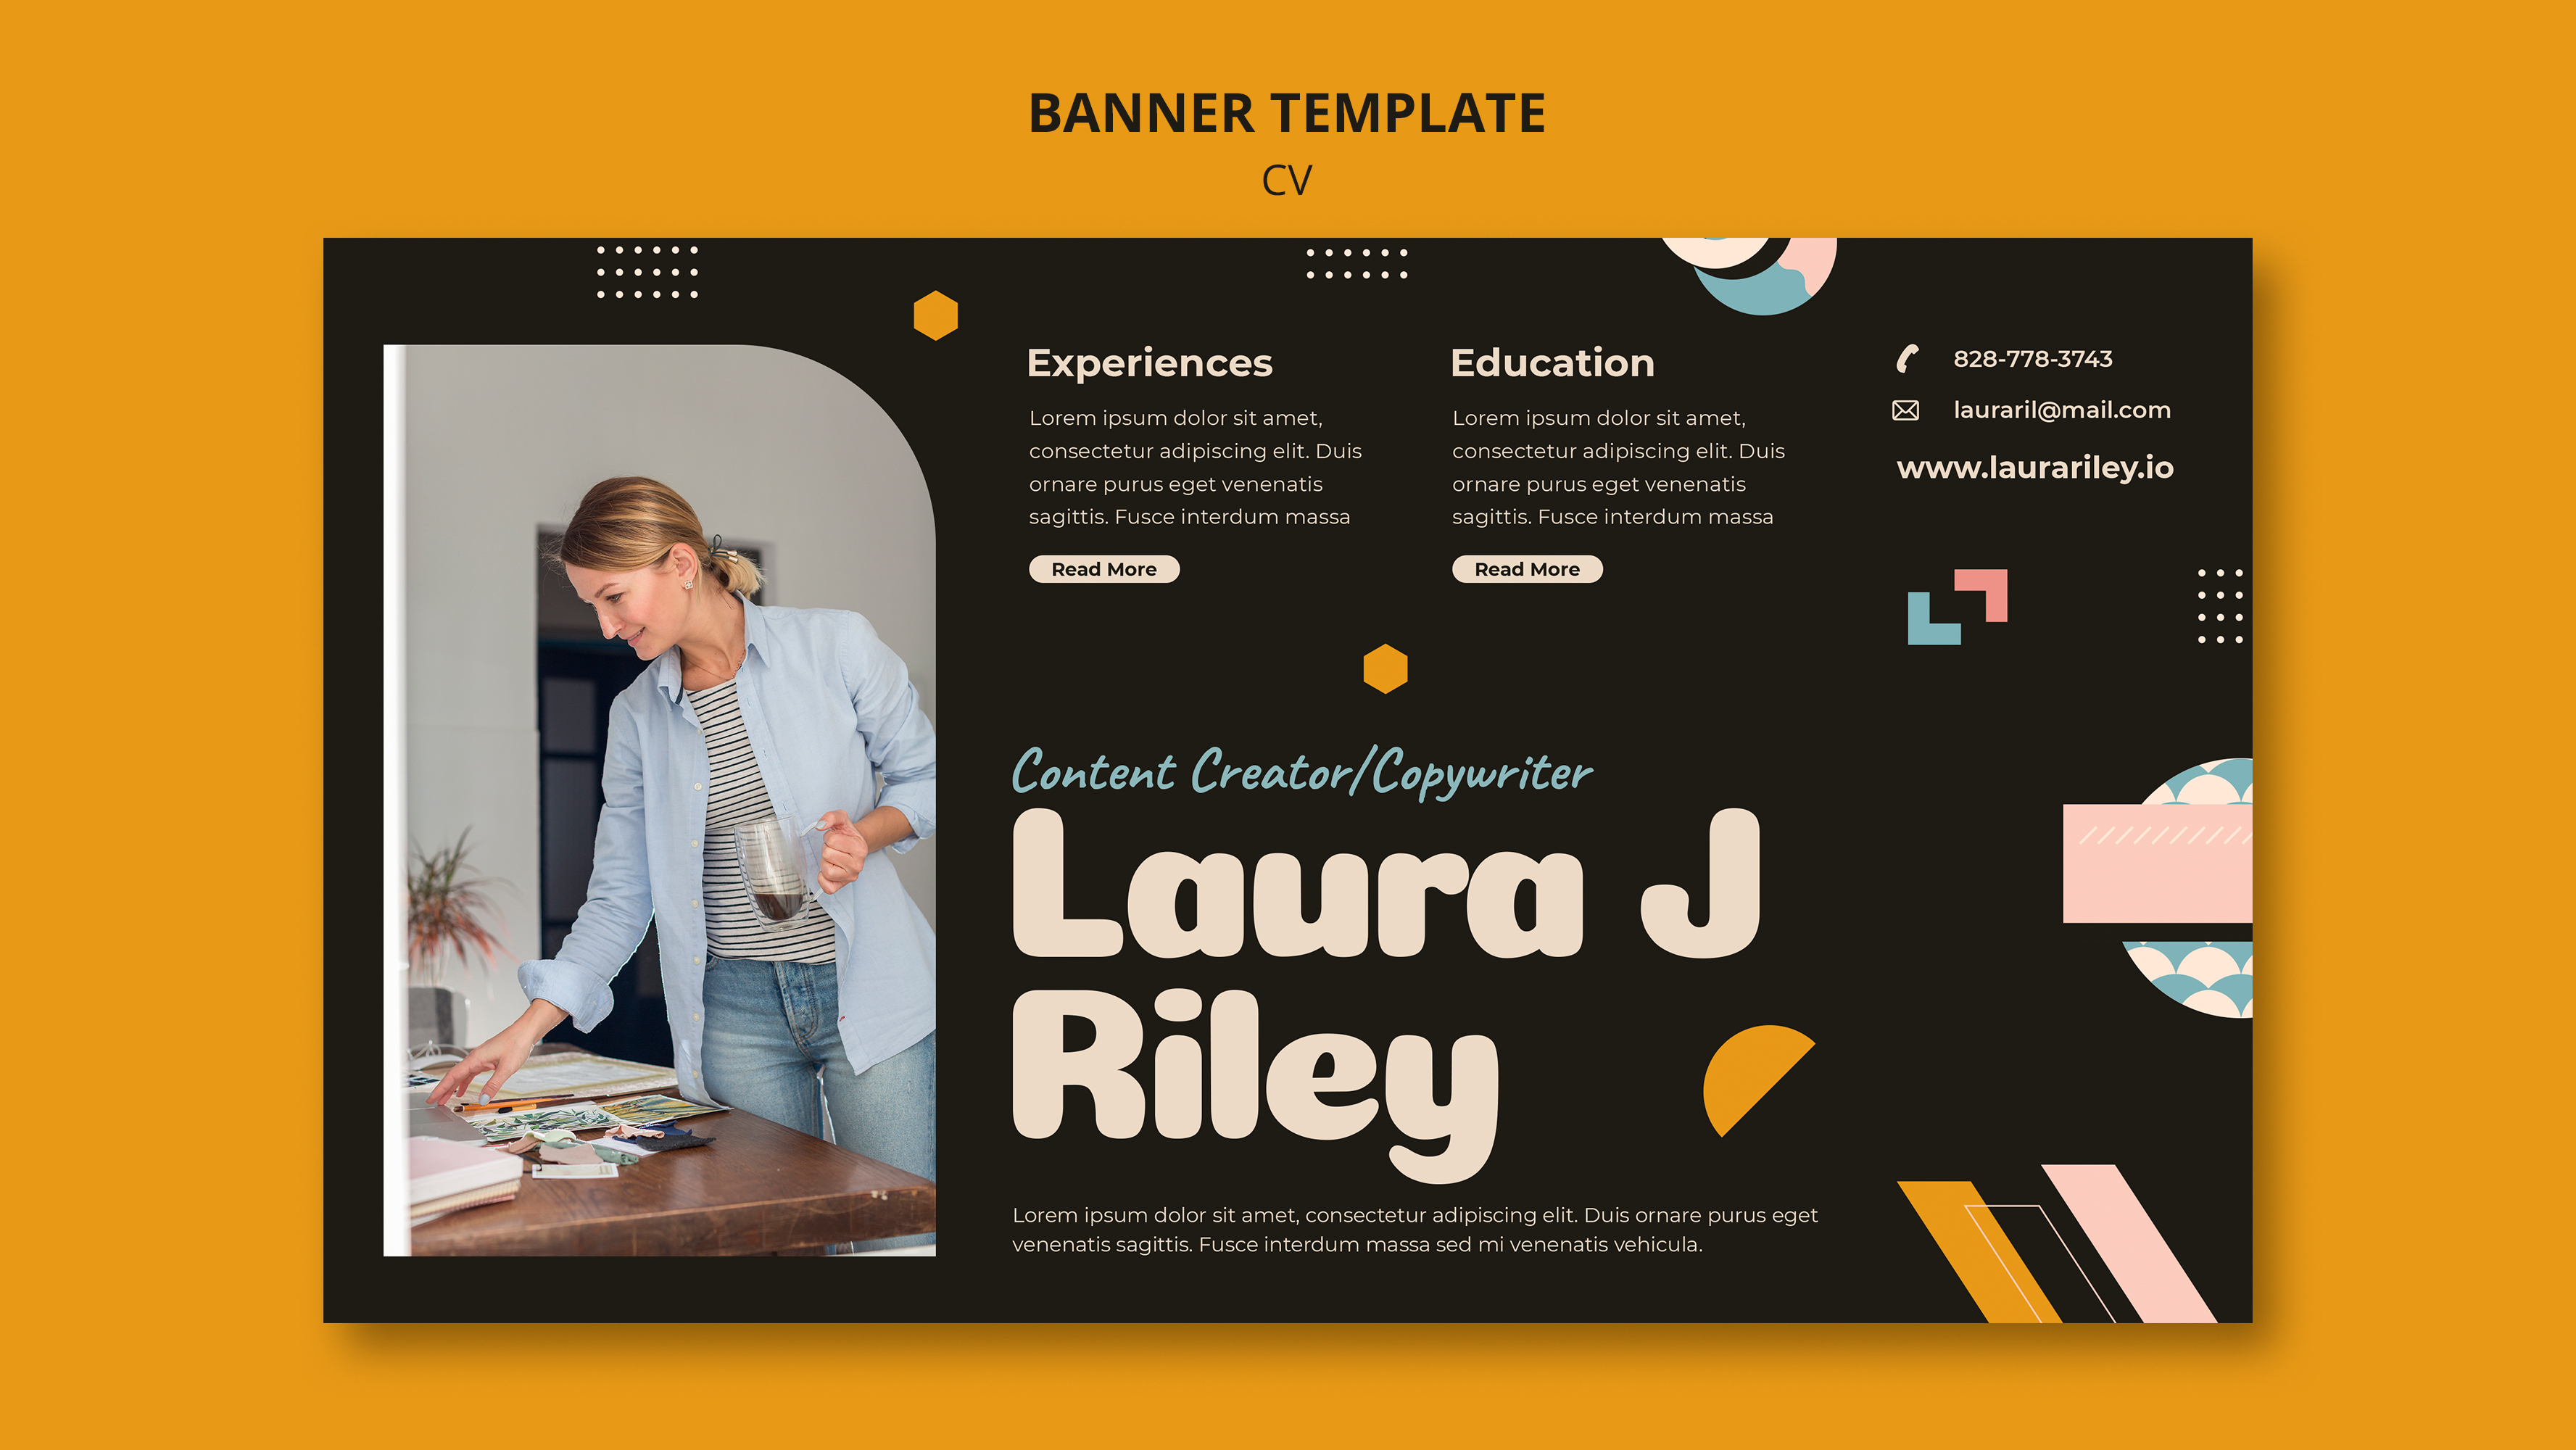 BANNER TEMPLATE
CV
Experiences
Lorem ipsum dolor sit amet,
consectetur adipiscing elit. Duis
ornare purus eget venenatis
sagittis. Fusce interdum massa
Read More
Education
Lorem ipsum dolor sit amet,
consectetur adipiscing elit. Duis
ornare purus eget venenatis
sagittis. Fusce interdum massa
Read More
828-778-3743
lauraril@mail.com
www.laurariley.io
Content Creator/Copywriter
Laura J
Riley
Lorem ipsum dolor sit amet, consectetur adipiscing elit. Duis ornare purus eget
venenatis sagittis. Fusce interdum massa sed mi venenatis vehicula.